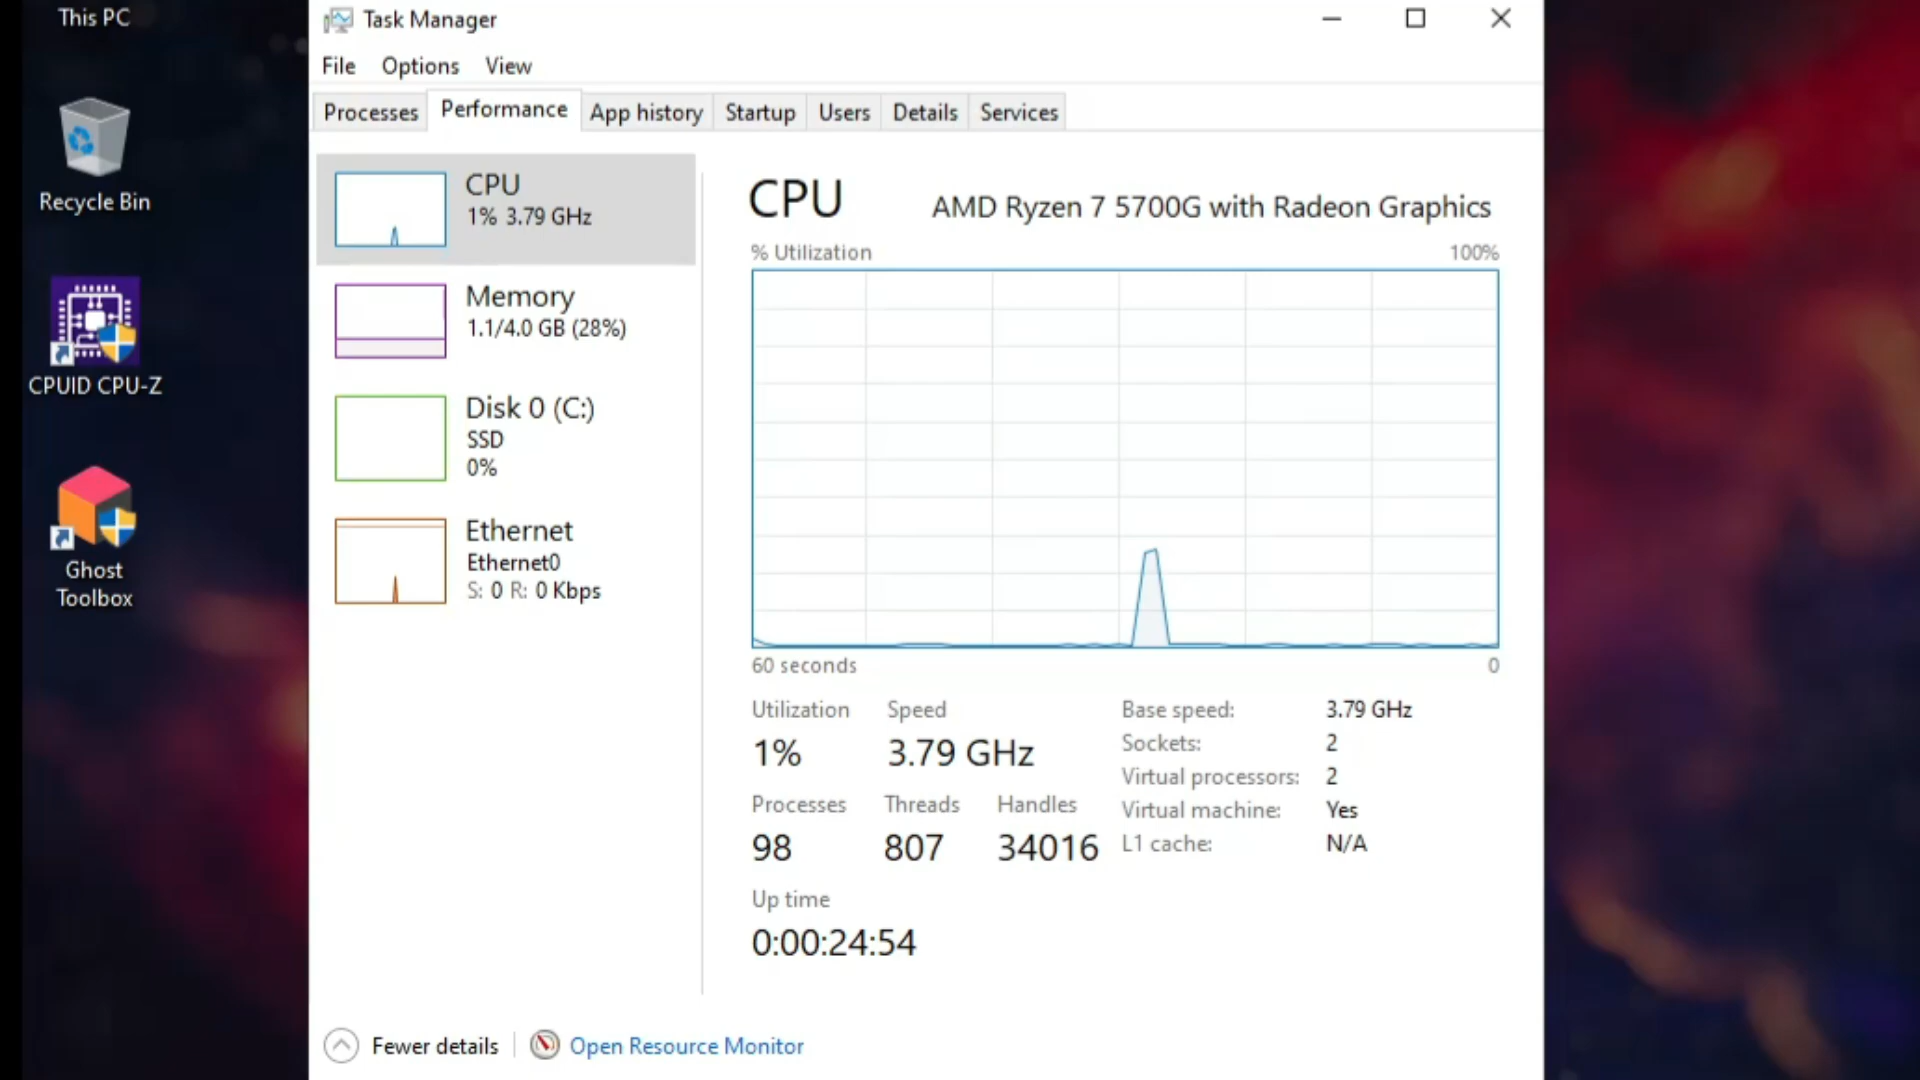 This PC
Recycle Bin
CPUID CPU-Z
Ghost
Toolbox
Task Manager
File Options View
Processes Performance App history Startup Users Details Services
CPU
1% 3.79 GHz
Memory
1.1/4.0 GB (28%)
Disk 0 (C:)
SSD
0%
Ethernet
Ethernet0
S: 0 R: 0 Kbps
CPU AMD Ryzen 7 5700G with Radeon Graphics
% Utilization 100%
60 seconds 0
Utilization Speed
1% 3.79 GHz
Processes Threads Handles
98 807 34016
Up time
0:00:24:54
Base speed: 3.79 GHz
Sockets: 2
Virtual processors: 2
Virtual machine: Yes
L1 cache: N/A
Fewer details Open Resource Monitor